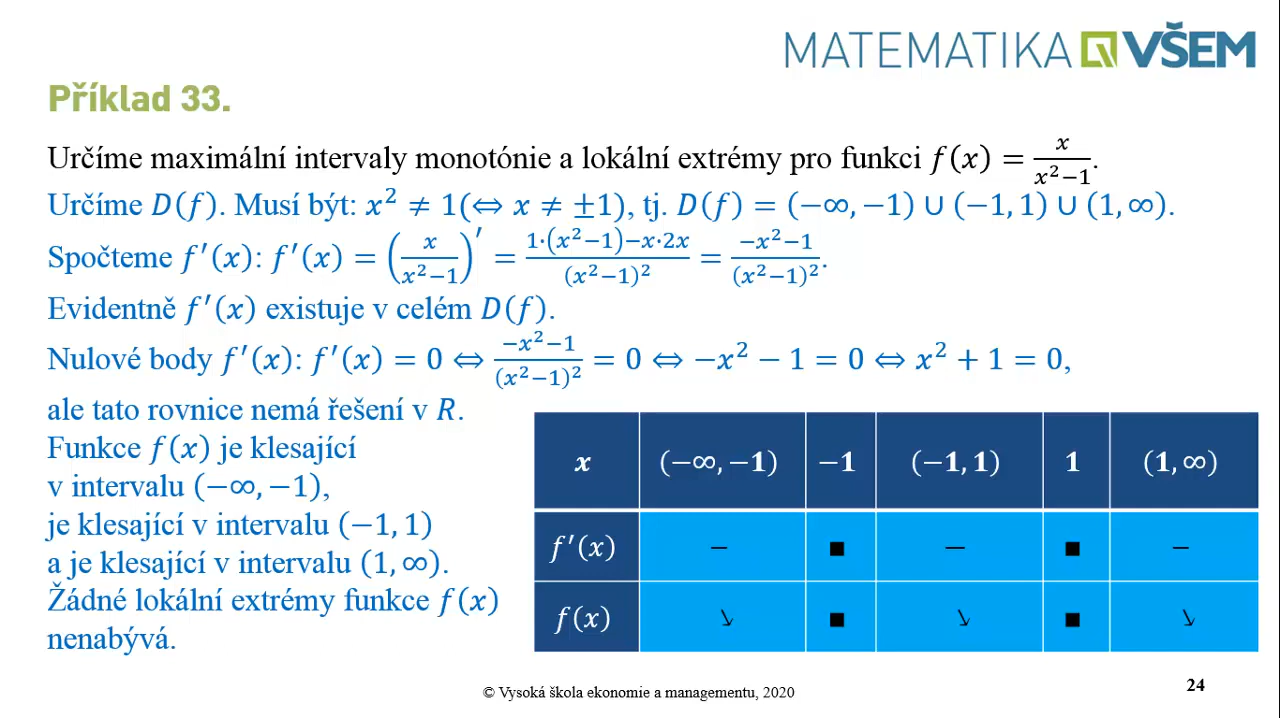 MATEMATIKA VŠEM
Příklad 33.
Určíme maximální intervaly monotónie a lokální extrémy pro funkci f(x) = x/(x²−1).
Určíme D(f). Musí být: x² ≠ 1(⇔ x ≠ ±1), tj. D(f) = (−∞, −1) ∪ (−1, 1) ∪ (1, ∞).
Spočteme f′(x): f′(x) = (x/(x²−1))′ = (1·(x²−1)−x·2x)/(x²−1)² = (−x²−1)/(x²−1)².
Evidentně f′(x) existuje v celém D(f).
Nulové body f′(x): f′(x) = 0 ⇔ (−x²−1)/(x²−1)² = 0 ⇔ −x² − 1 = 0 ⇔ x² + 1 = 0,
ale tato rovnice nemá řešení v R.
Funkce f(x) je klesající
v intervalu (−∞, −1),
je klesající v intervalu (−1, 1)
a je klesající v intervalu (1, ∞).
Žádné lokální extrémy funkce f(x)
nenabývá.
x (−∞, −1) −1 (−1, 1) 1 (1, ∞)
f′(x) − ■ − ■ −
f(x) ↘ ■ ↘ ■ ↘
© Vysoká škola ekonomie a managementu, 2020
24